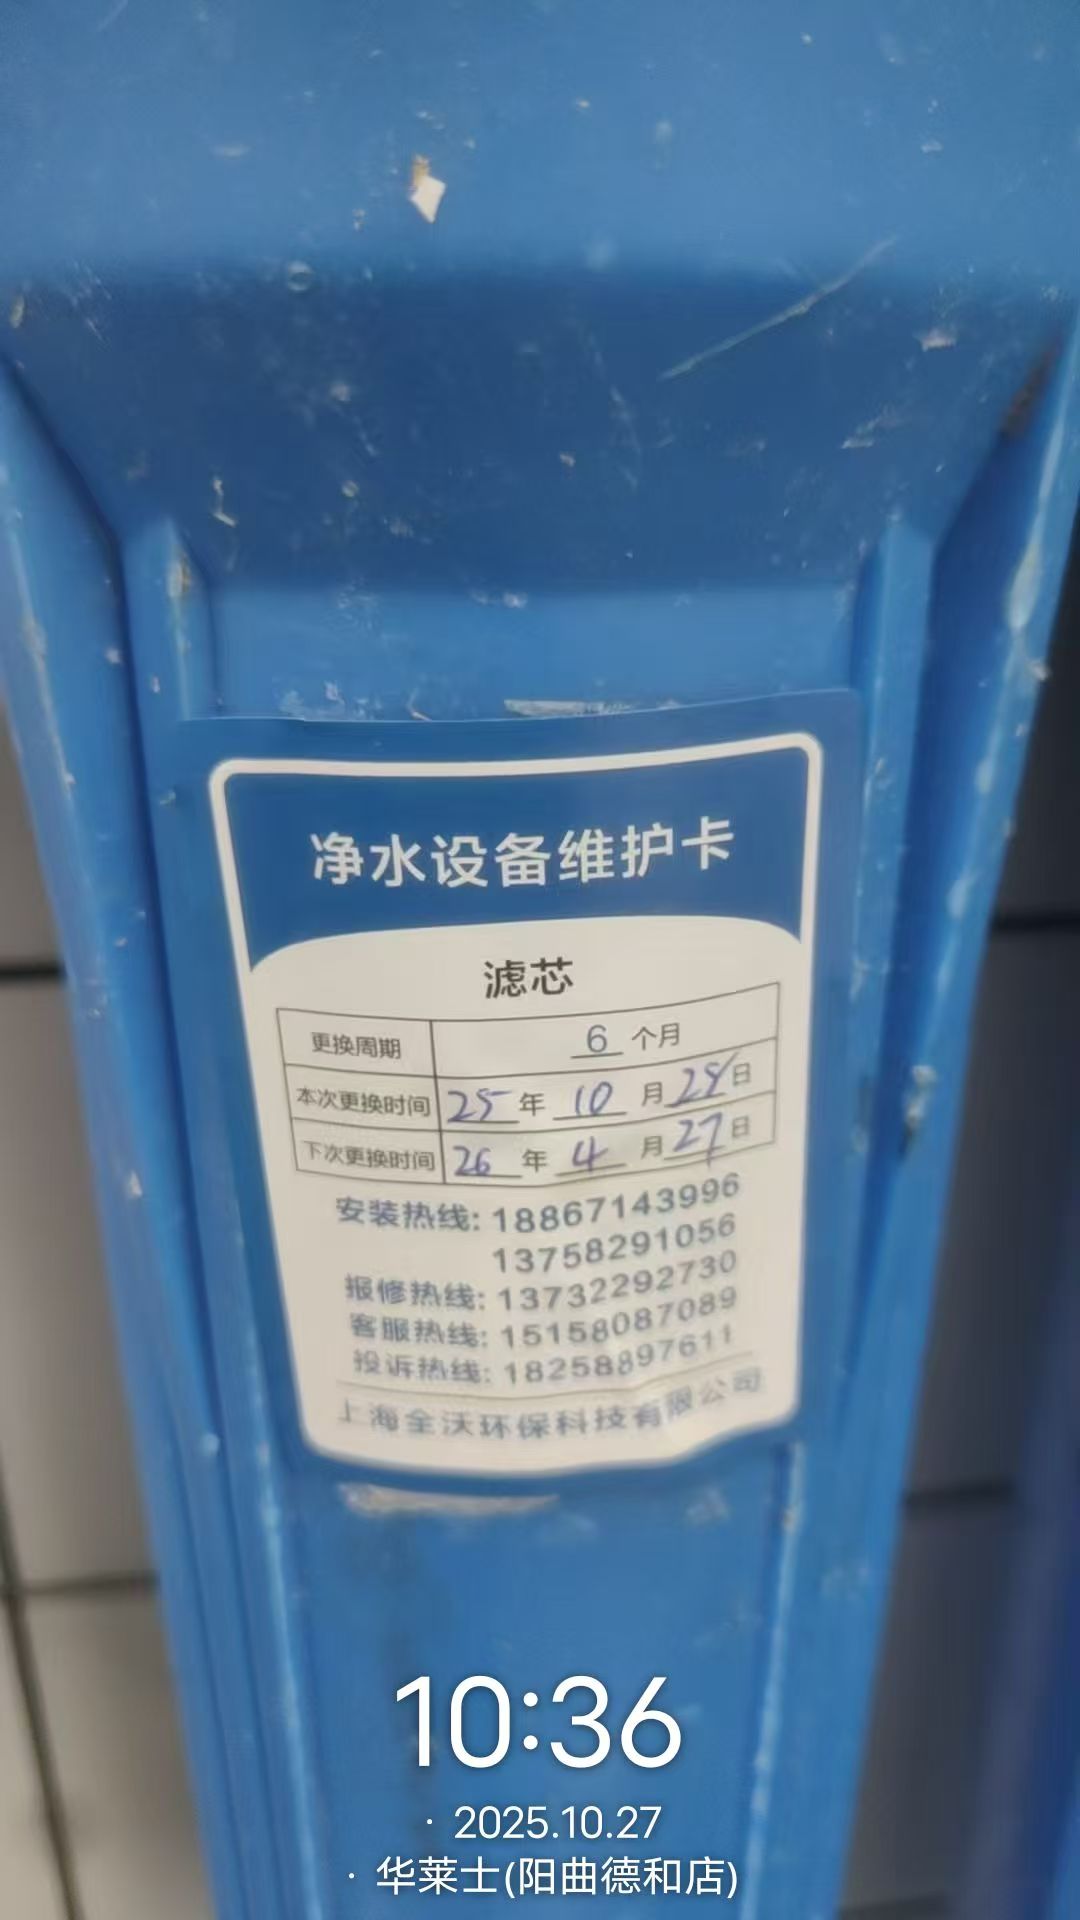 净水设备维护卡
滤芯
更换周期 6 个月
本次更换时间 25 年 10 月 28 日
下次更换时间 26 年 4 月 27 日
安装热线: 18867143996
13758291056
报修热线: 13732292730
客服热线: 15158087089
投诉热线: 18258897611
上海全沃环保科技有限公司
10:36
· 2025.10.27
· 华莱士(阳曲德和店)